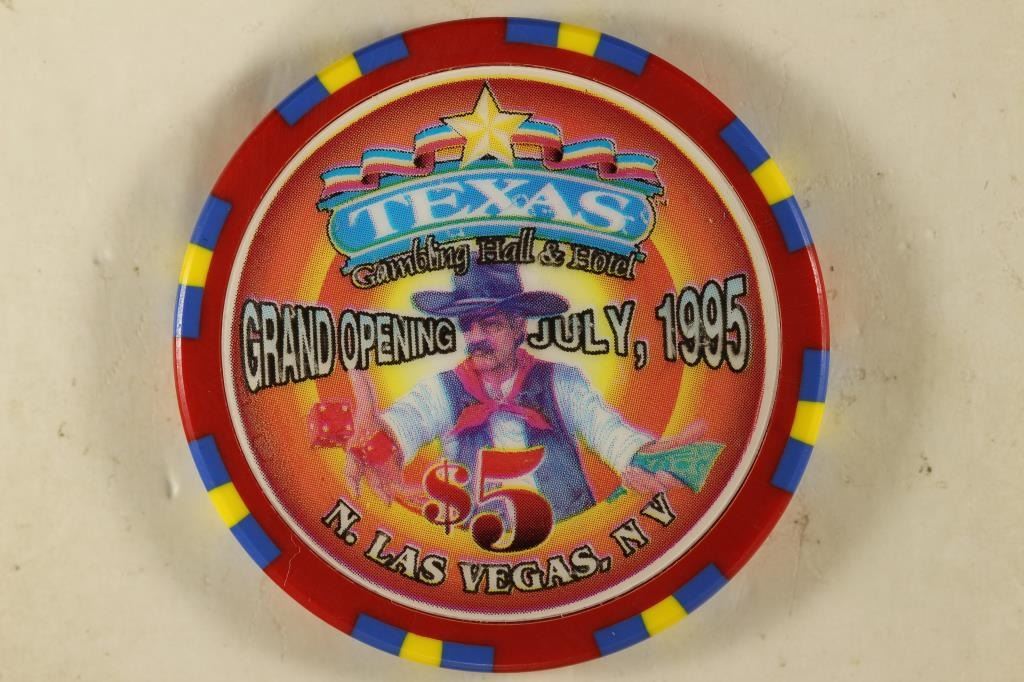 TEXAS
Gambling Hall & Hotel
GRAND OPENING JULY, 1995
$5
N. LAS VEGAS, NV